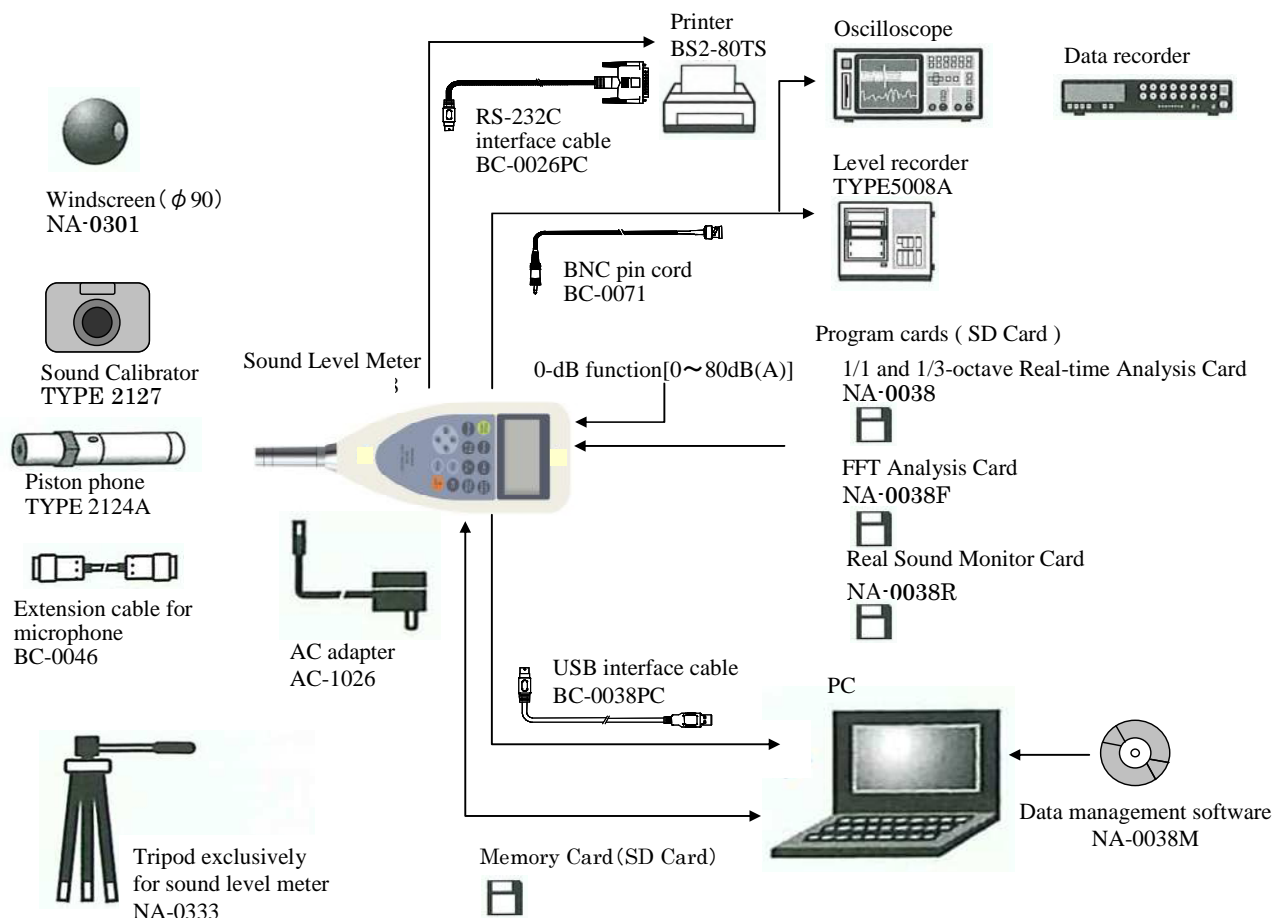 Printer
BS2-80TS
Oscilloscope
Data recorder
RS-232C
interface cable
BC-0026PC
Windscreen(ϕ90)
NA-0301
Level recorder
TYPE5008A
BNC pin cord
BC-0071
Sound Calibrator
TYPE 2127
Sound Level Meter
0-dB function[0～80dB(A)]
Program cards ( SD Card )
1/1 and 1/3-octave Real-time Analysis Card
NA-0038
FFT Analysis Card
NA-0038F
Real Sound Monitor Card
NA-0038R
Piston phone
TYPE 2124A
Extension cable for
microphone
BC-0046
AC adapter
AC-1026
USB interface cable
BC-0038PC
PC
Data management software
NA-0038M
Tripod exclusively
for sound level meter
NA-0333
Memory Card(SD Card)